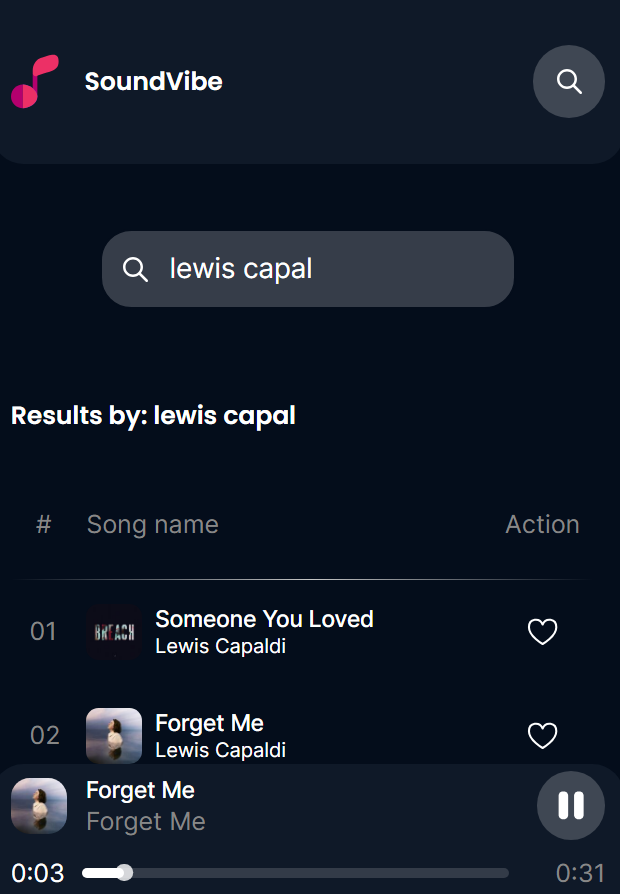 SoundVibe
lewis capal
Results by: lewis capal
# Song name Action
01 BREACH Someone You Loved
Lewis Capaldi
02 Forget Me
Lewis Capaldi
Forget Me
Forget Me
0:03 0:31